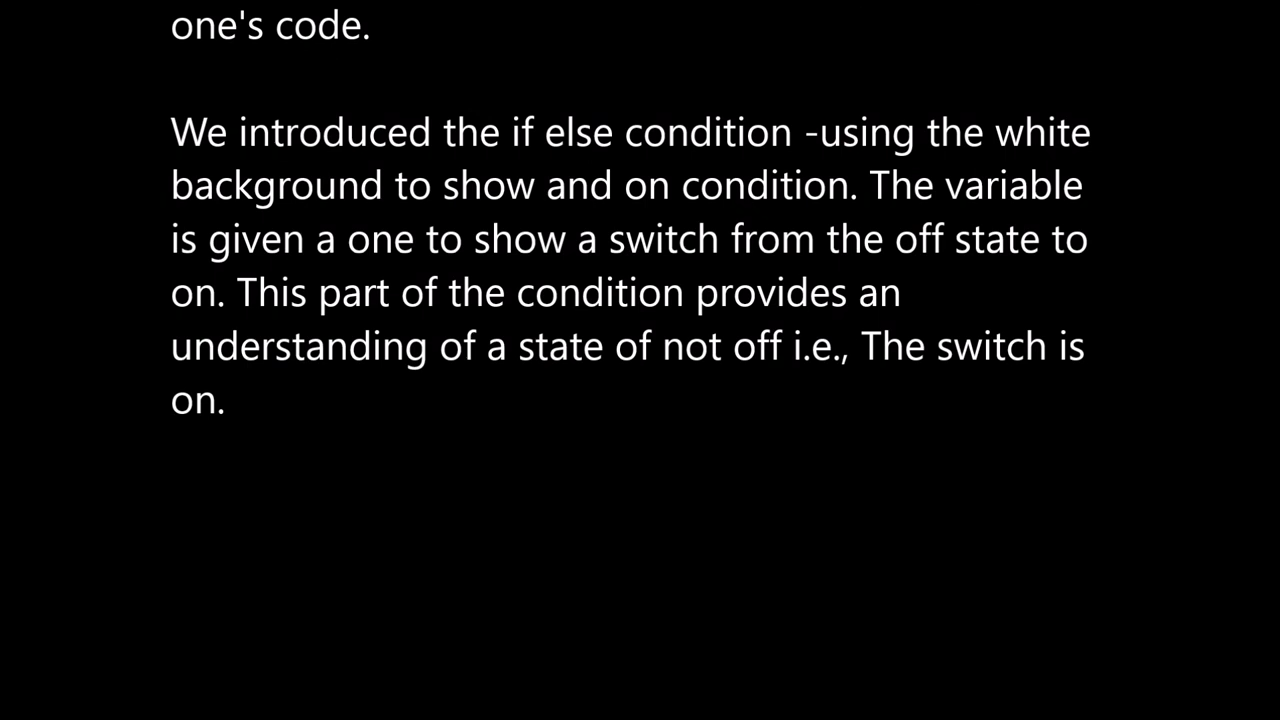 one's code.
We introduced the if else condition -using the white
background to show and on condition. The variable
is given a one to show a switch from the off state to
on. This part of the condition provides an
understanding of a state of not off i.e., The switch is
on.